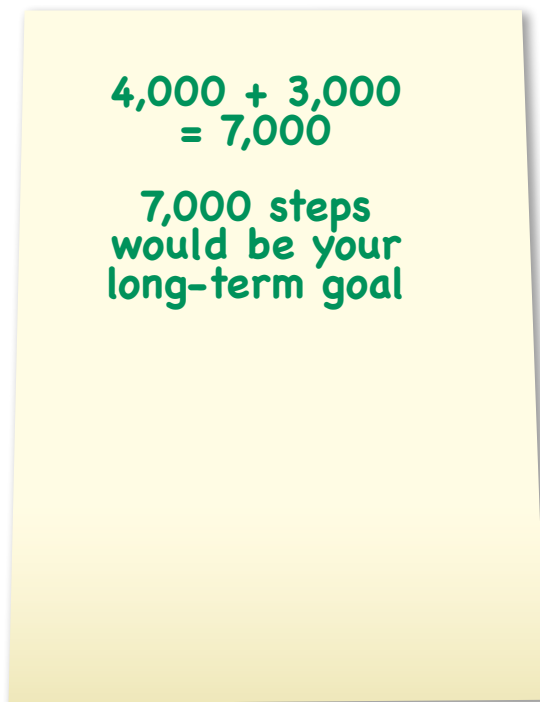 4,000 + 3,000
= 7,000
7,000 steps
would be your
long-term goal